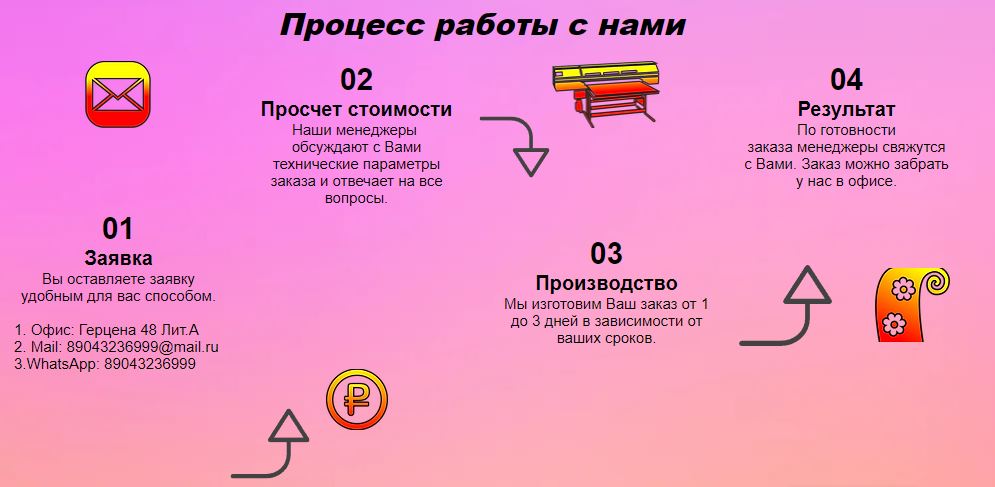 Процесс работы с нами
01
Заявка
Вы оставляете заявку
удобным для вас способом.
1. Офис: Герцена 48 Лит.А
2. Mail: 89043236999@mail.ru
3.WhatsApp: 89043236999
02
Просчет стоимости
Наши менеджеры
обсуждают с Вами
технические параметры
заказа и отвечает на все
вопросы.
03
Производство
Мы изготовим Ваш заказ от 1
до 3 дней в зависимости от
ваших сроков.
04
Результат
По готовности
заказа менеджеры свяжутся
с Вами. Заказ можно забрать
у нас в офисе.